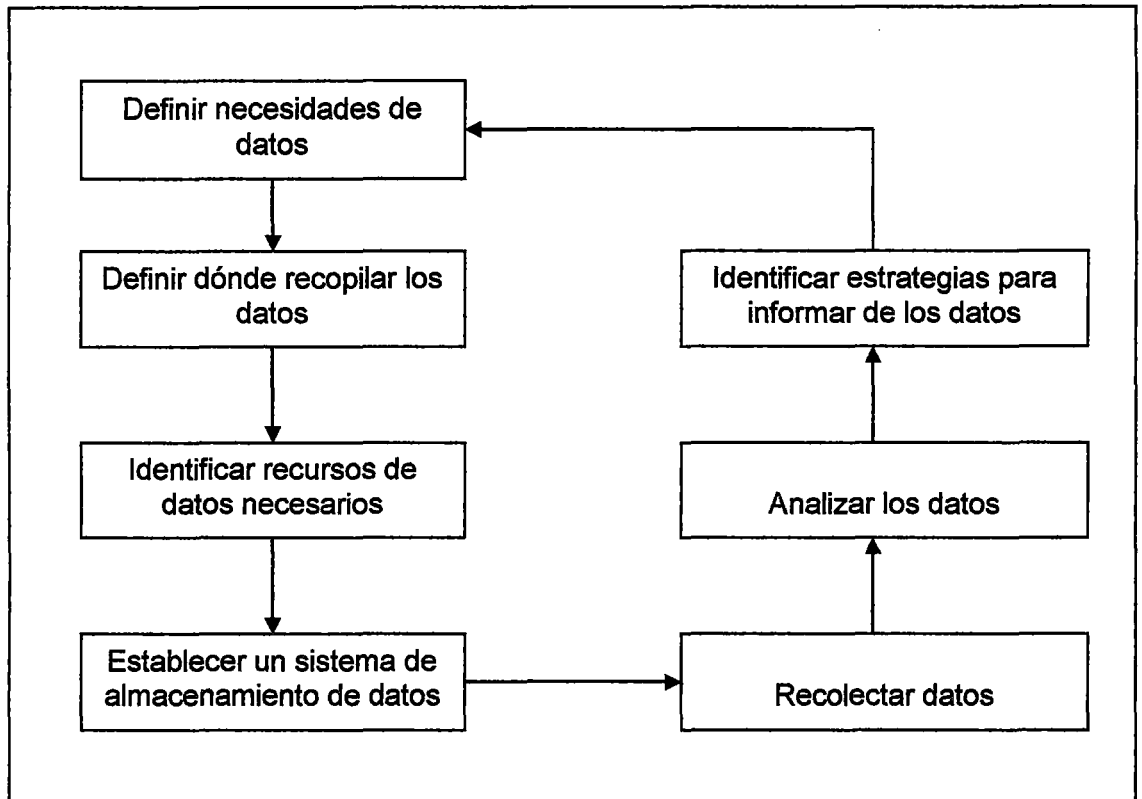 Definir necesidades de
datos
Definir dónde recopilar los
datos
Identificar recursos de
datos necesarios
Establecer un sistema de
almacenamiento de datos
Recolectar datos
Analizar los datos
Identificar estrategias para
informar de los datos